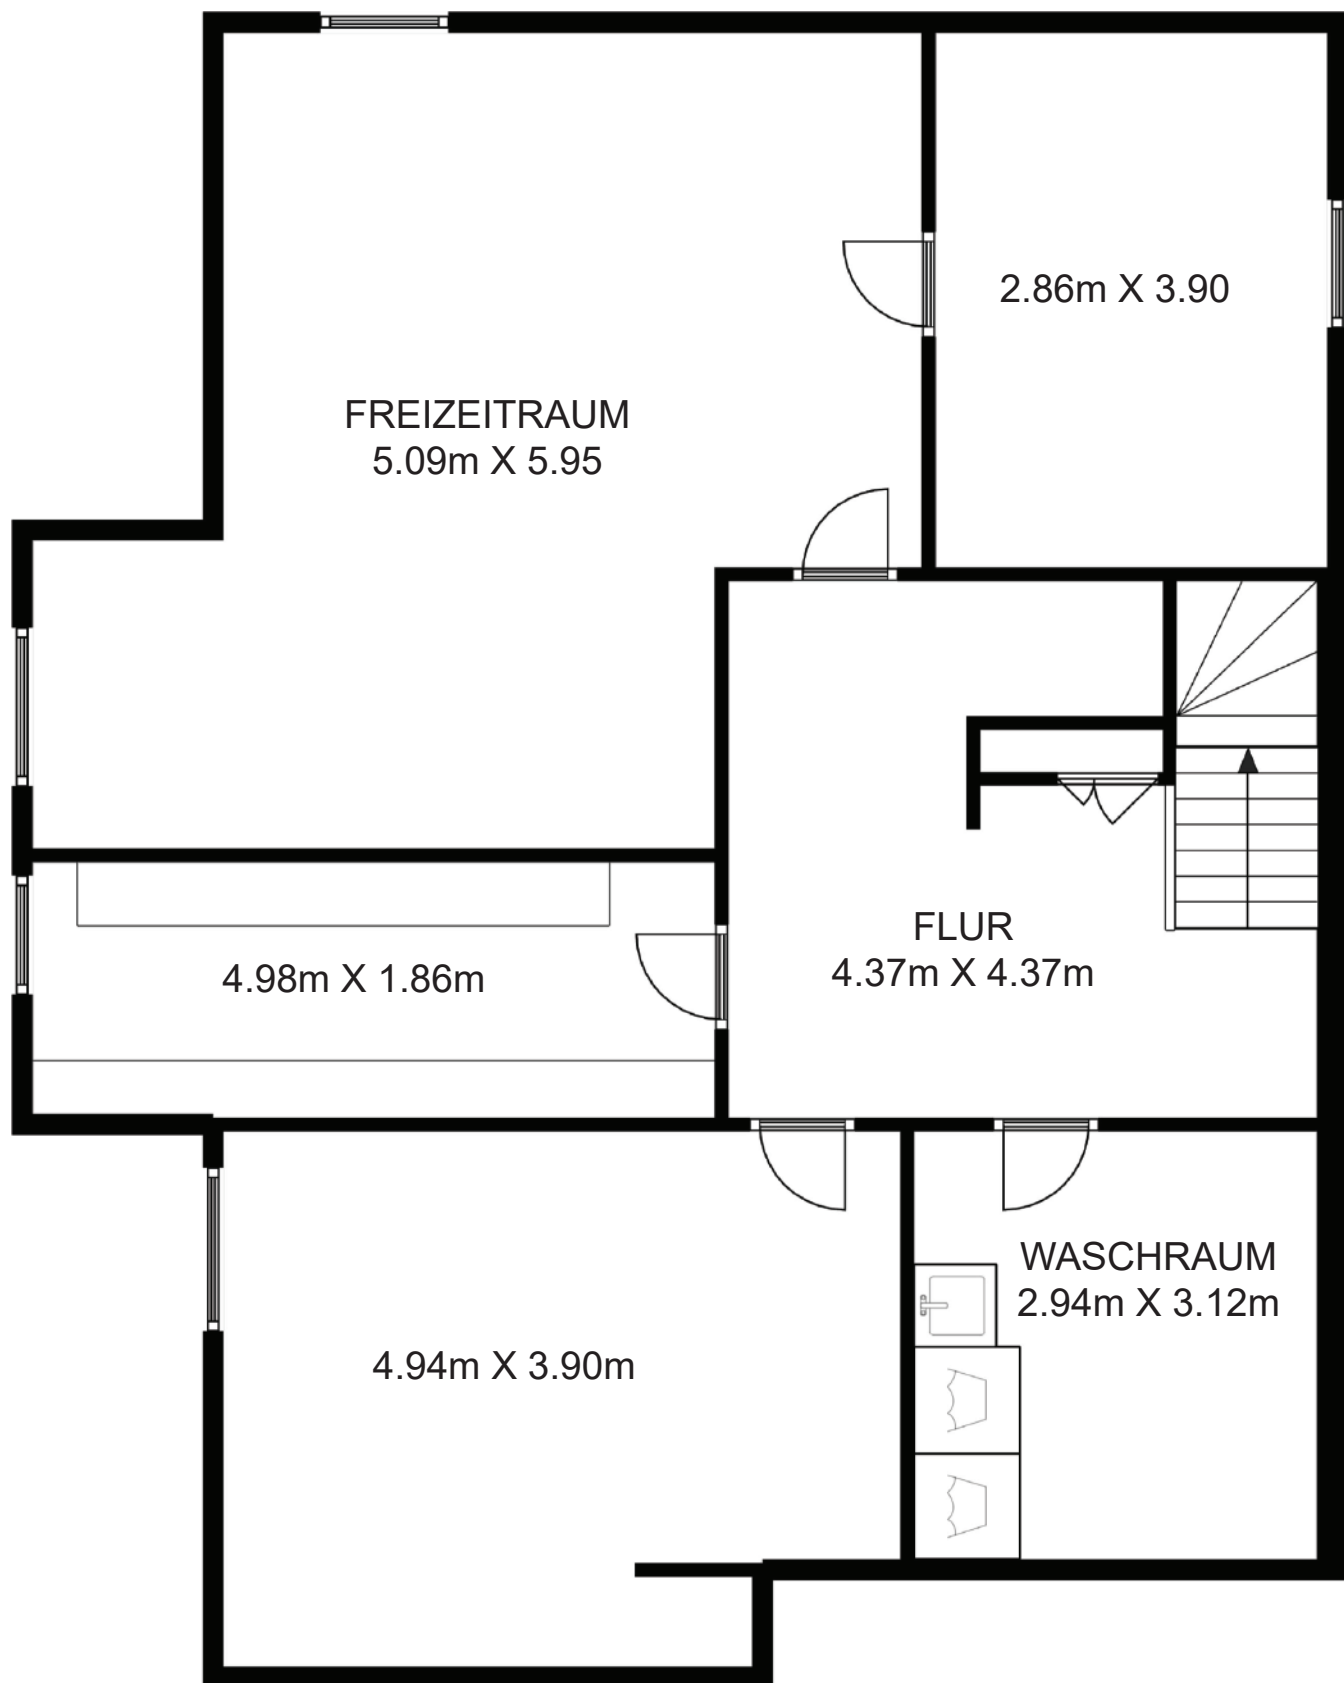 2.86m X 3.90
FREIZEITRAUM
5.09m X 5.95
FLUR
4.37m X 4.37m
4.98m X 1.86m
WASCHRAUM
2.94m X 3.12m
4.94m X 3.90m